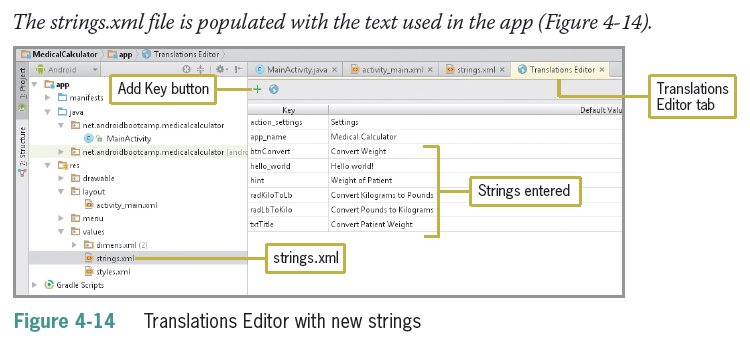 The strings.xml file is populated with the text used in the app (Figure 4-14).
MedicalCalculator app Translations Editor
Android
MainActivity.java × activity_main.xml × strings.xml × Translations Editor ×
1: Project
2: Structure
Add Key button
Translations
Editor tab
app
manifests
java
net.androidbootcamp.medicalcalculator
MainActivity
net.androidbootcamp.medicalcalculator (andro
res
drawable
layout
activity_main.xml
menu
values
dimens.xml (2)
strings.xml
styles.xml
Gradle Scripts
Key Default Valu
action_settings Settings
app_name Medical Calculator
btnConvert Convert Weight
hello_world Hello world!
hint Weight of Patient
radKiloToLb Convert Kilograms to Pounds
radLbToKilo Convert Pounds to Kilograms
txtTitle Convert Patient Weight
Strings entered
strings.xml
Figure 4-14 Translations Editor with new strings